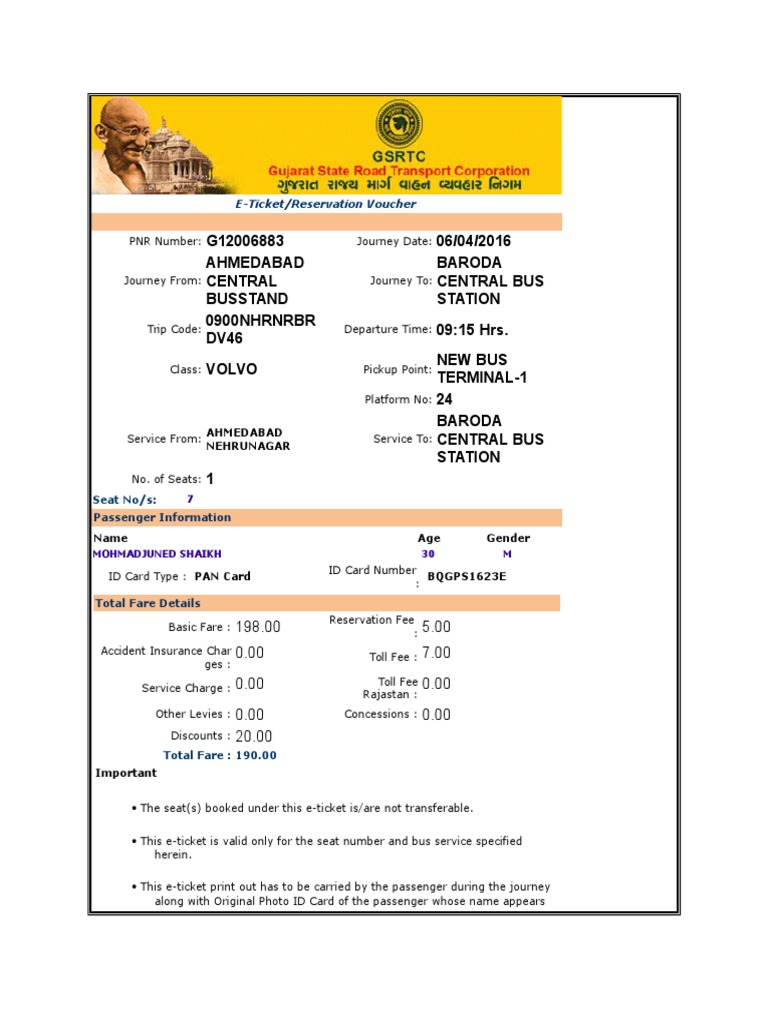 GSRTC
Gujarat State Road Transport Corporation
ગુજરાત રાજ્ય માર્ગ વાહન વ્યવહાર નિગમ
E-Ticket/Reservation Voucher
PNR Number: G12006883 Journey Date: 06/04/2016
Journey From: AHMEDABAD CENTRAL BUSSTAND Journey To: BARODA CENTRAL BUS STATION
Trip Code: 0900NHRNRBR DV46 Departure Time: 09:15 Hrs.
Class: VOLVO Pickup Point: NEW BUS TERMINAL-1
Platform No: 24
Service From: AHMEDABAD NEHRUNAGAR Service To: BARODA CENTRAL BUS STATION
No. of Seats: 1
Seat No/s: 7
Passenger Information
Name Age Gender
MOHMADJUNED SHAIKH 30 M
ID Card Type : PAN Card ID Card Number : BQGPS1623E
Total Fare Details
Basic Fare : 198.00 Reservation Fee : 5.00
Accident Insurance Char ges : 0.00 Toll Fee : 7.00
Service Charge : 0.00 Toll Fee Rajastan : 0.00
Other Levies : 0.00 Concessions : 0.00
Discounts : 20.00
Total Fare : 190.00
Important
• The seat(s) booked under this e-ticket is/are not transferable.
• This e-ticket is valid only for the seat number and bus service specified
herein.
• This e-ticket print out has to be carried by the passenger during the journey
along with Original Photo ID Card of the passenger whose name appears